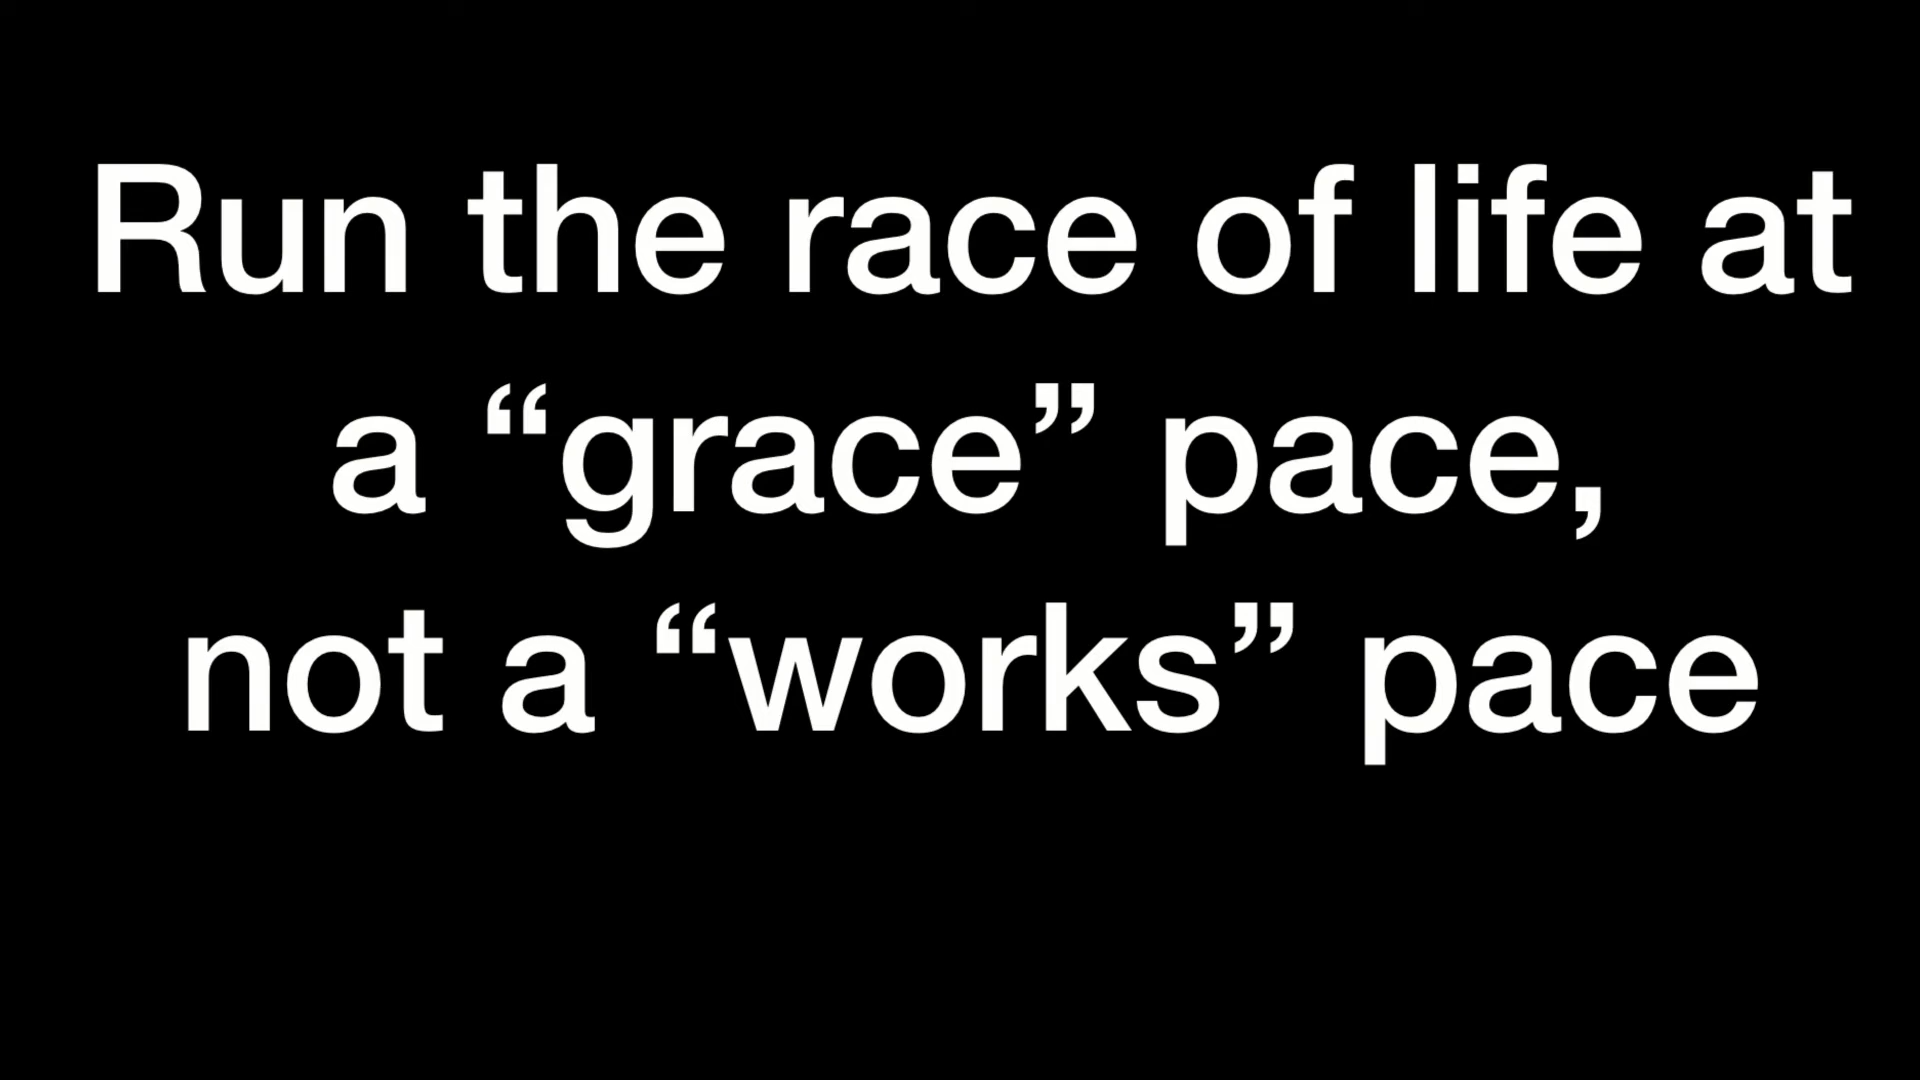 Run the race of life at
a “grace” pace,
not a “works” pace